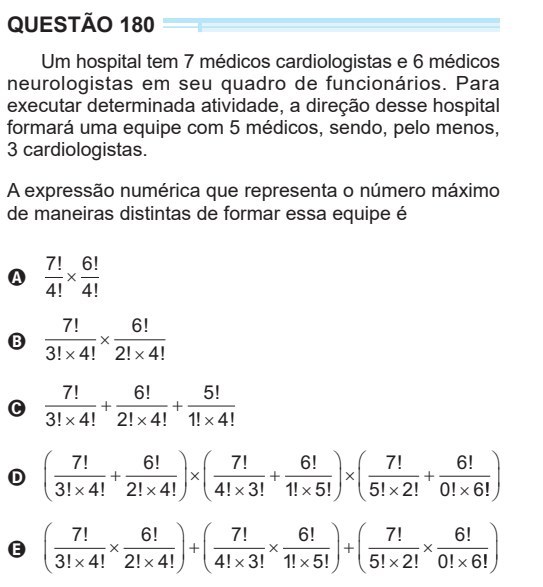 QUESTÃO 180
Um hospital tem 7 médicos cardiologistas e 6 médicos
neurologistas em seu quadro de funcionários. Para
executar determinada atividade, a direção desse hospital
formará uma equipe com 5 médicos, sendo, pelo menos,
3 cardiologistas.
A expressão numérica que representa o número máximo
de maneiras distintas de formar essa equipe é
A 7!/4! × 6!/4!
B 7!/(3! × 4!) × 6!/(2! × 4!)
C 7!/(3! × 4!) + 6!/(2! × 4!) + 5!/(1! × 4!)
D (7!/(3! × 4!) + 6!/(2! × 4!)) × (7!/(4! × 3!) + 6!/(1! × 5!)) × (7!/(5! × 2!) + 6!/(0! × 6!))
E (7!/(3! × 4!) × 6!/(2! × 4!)) + (7!/(4! × 3!) × 6!/(1! × 5!)) + (7!/(5! × 2!) × 6!/(0! × 6!))